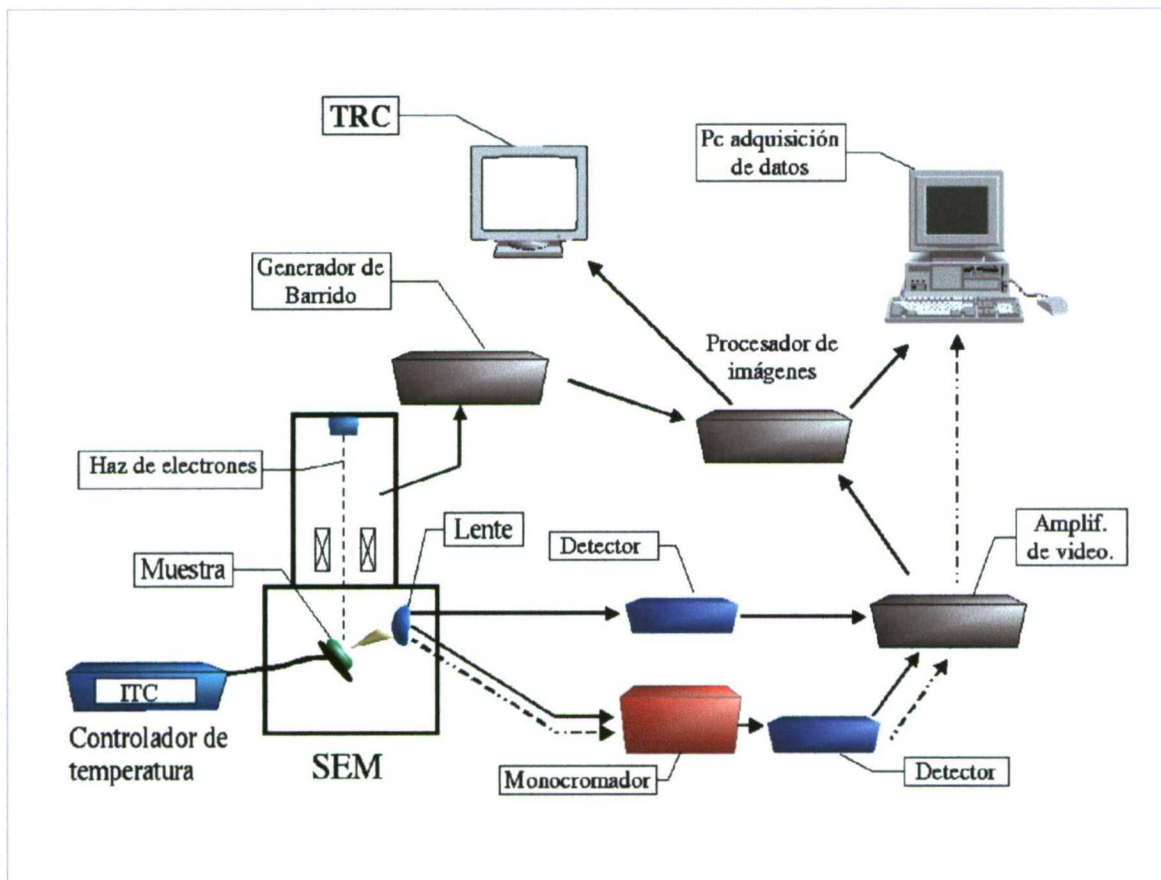 TRC
Pc adquisición
de datos
Generador de
Barrido
Procesador de
imágenes
Haz de electrones
Lente
Detector
Amplif.
de video.
Muestra
ITC
Controlador de
temperatura
SEM
Monocromador
Detector